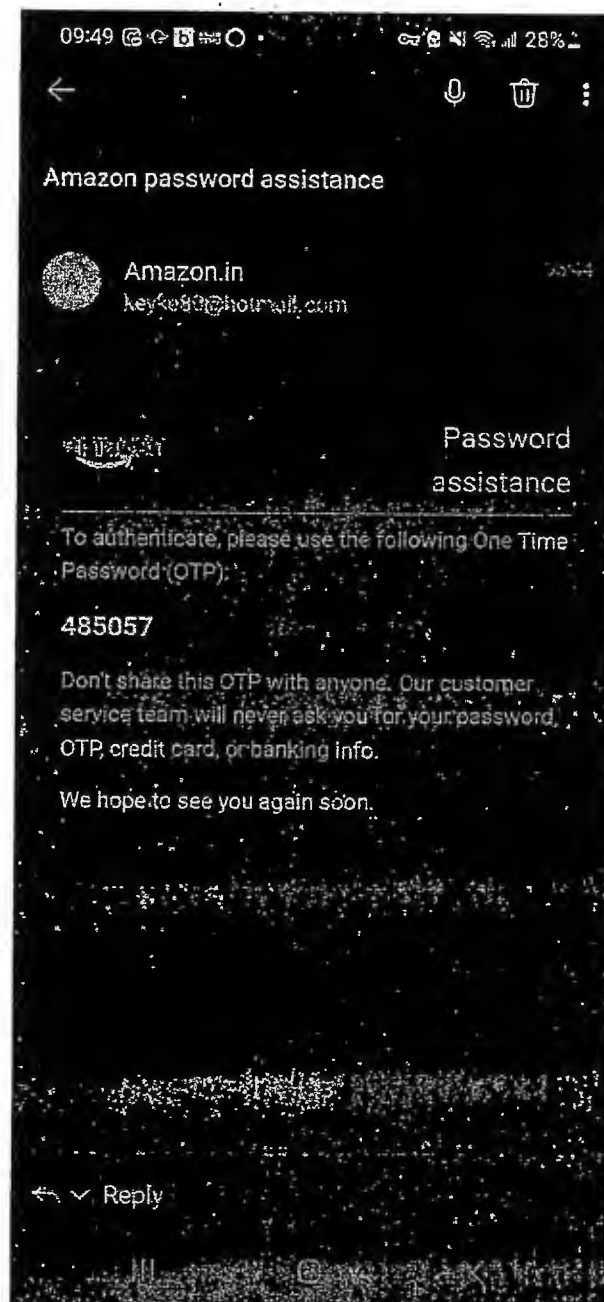 09:49
28%
Amazon password assistance
Amazon.in
Password
assistance
To authenticate, please use the following One Time
Password (OTP):
485057
Don't share this OTP with anyone. Our customer
service team will never ask you for your password,
OTP, credit card, or banking info.
We hope to see you again soon.
Reply